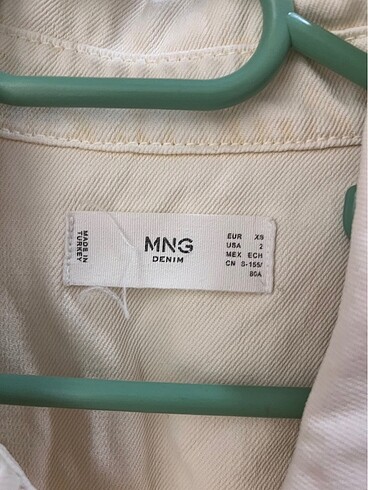 MADE IN
TURKEY
MNG
DENIM
EUR XS
USA 2
MEX ECH
CN S-155/
80A